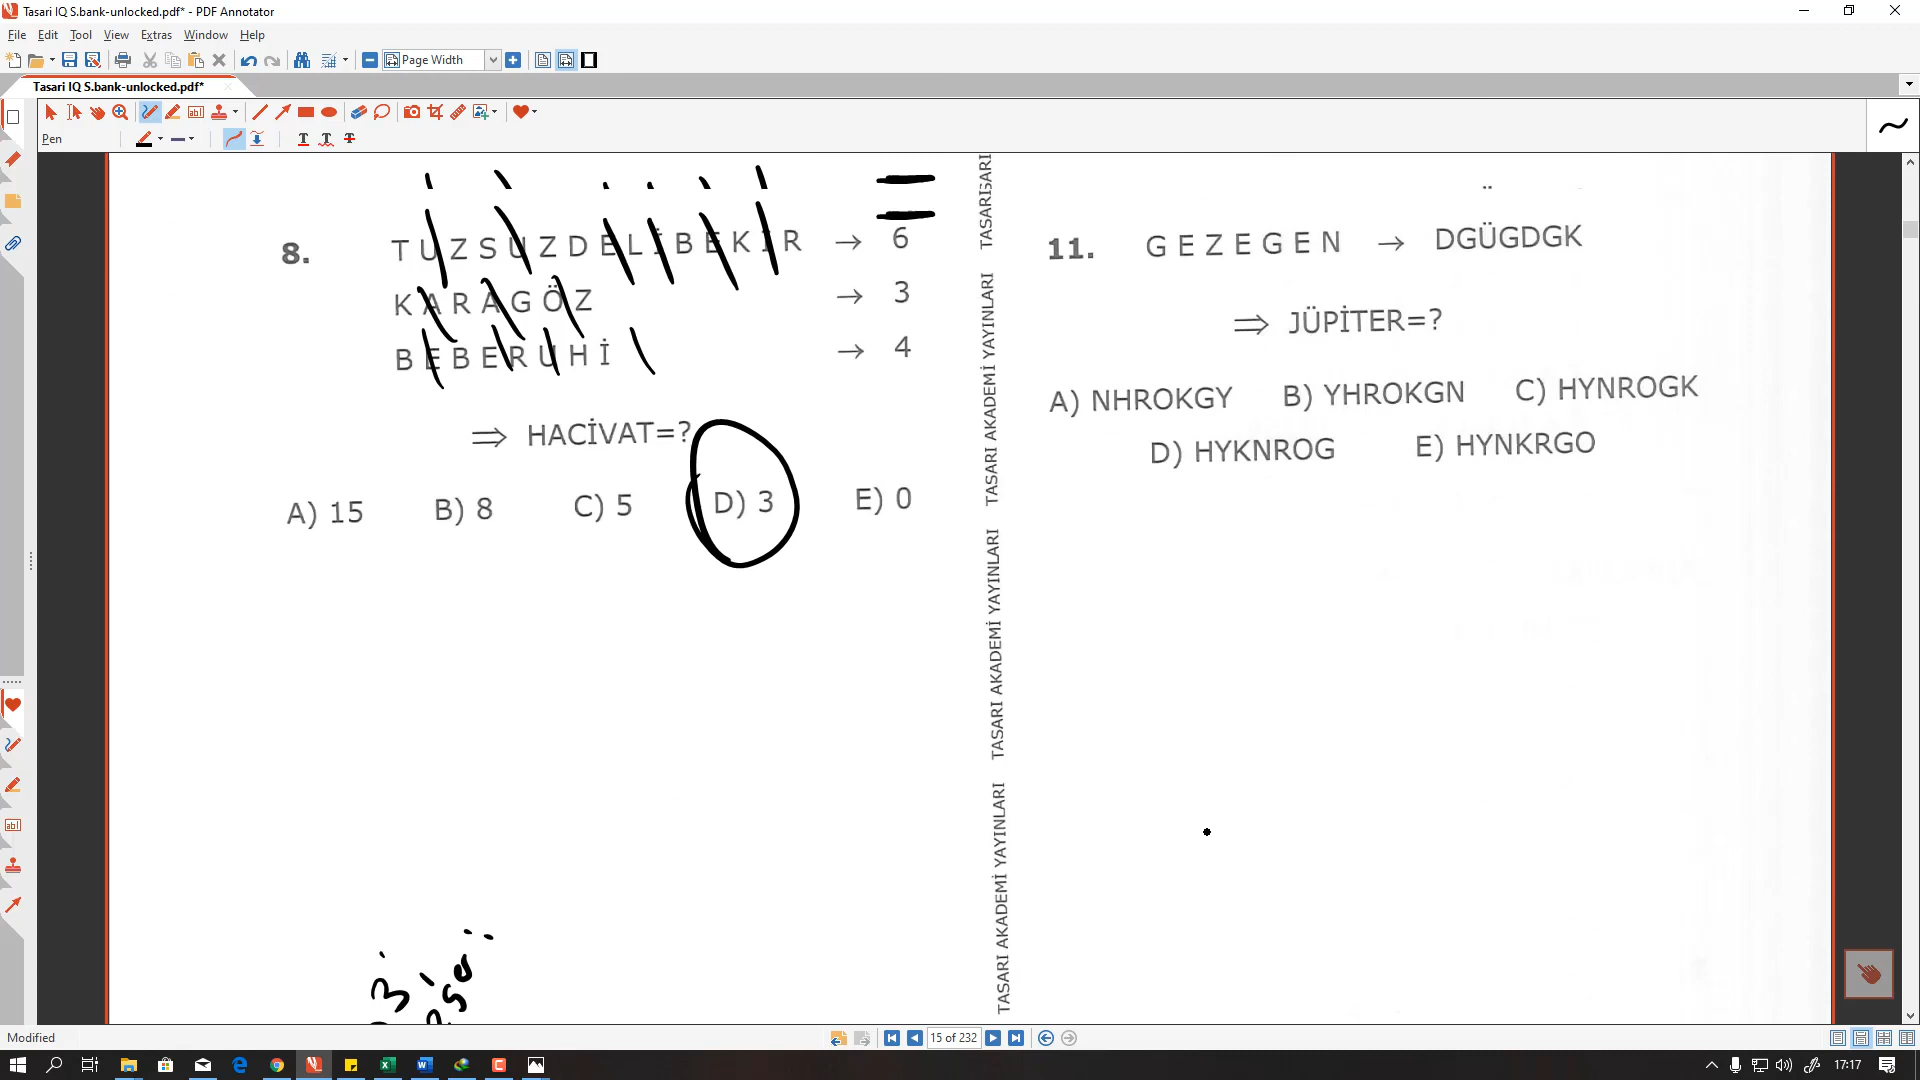 Tasari IQ S.bank-unlocked.pdf* - PDF Annotator
File Edit Tool View Extras Window Help
Page Width
Tasari IQ S.bank-unlocked.pdf*
Pen
8. TUZSUZDELİBEKİR → 6
KARAGÖZ → 3
BEBERUHİ → 4
⇒ HACİVAT=?
A) 15 B) 8 C) 5 D) 3 E) 0
TASARI AKADEMİ YAYINLARI TASARI AKADEMİ YAYINLARI TASARI AKADEMİ YAYINLARI
11. GEZEGEN → DGÜGDGK
⇒ JÜPİTER=?
A) NHROKGY B) YHROKGN C) HYNROGK
D) HYKNROG E) HYNKRGO
Modified
15 of 232
17:17